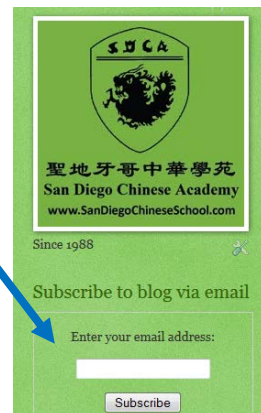 SDCA
聖地牙哥中華學苑
San Diego Chinese Academy
www.SanDiegoChineseSchool.com
Since 1988
Subscribe to blog via email
Enter your email address:
Subscribe